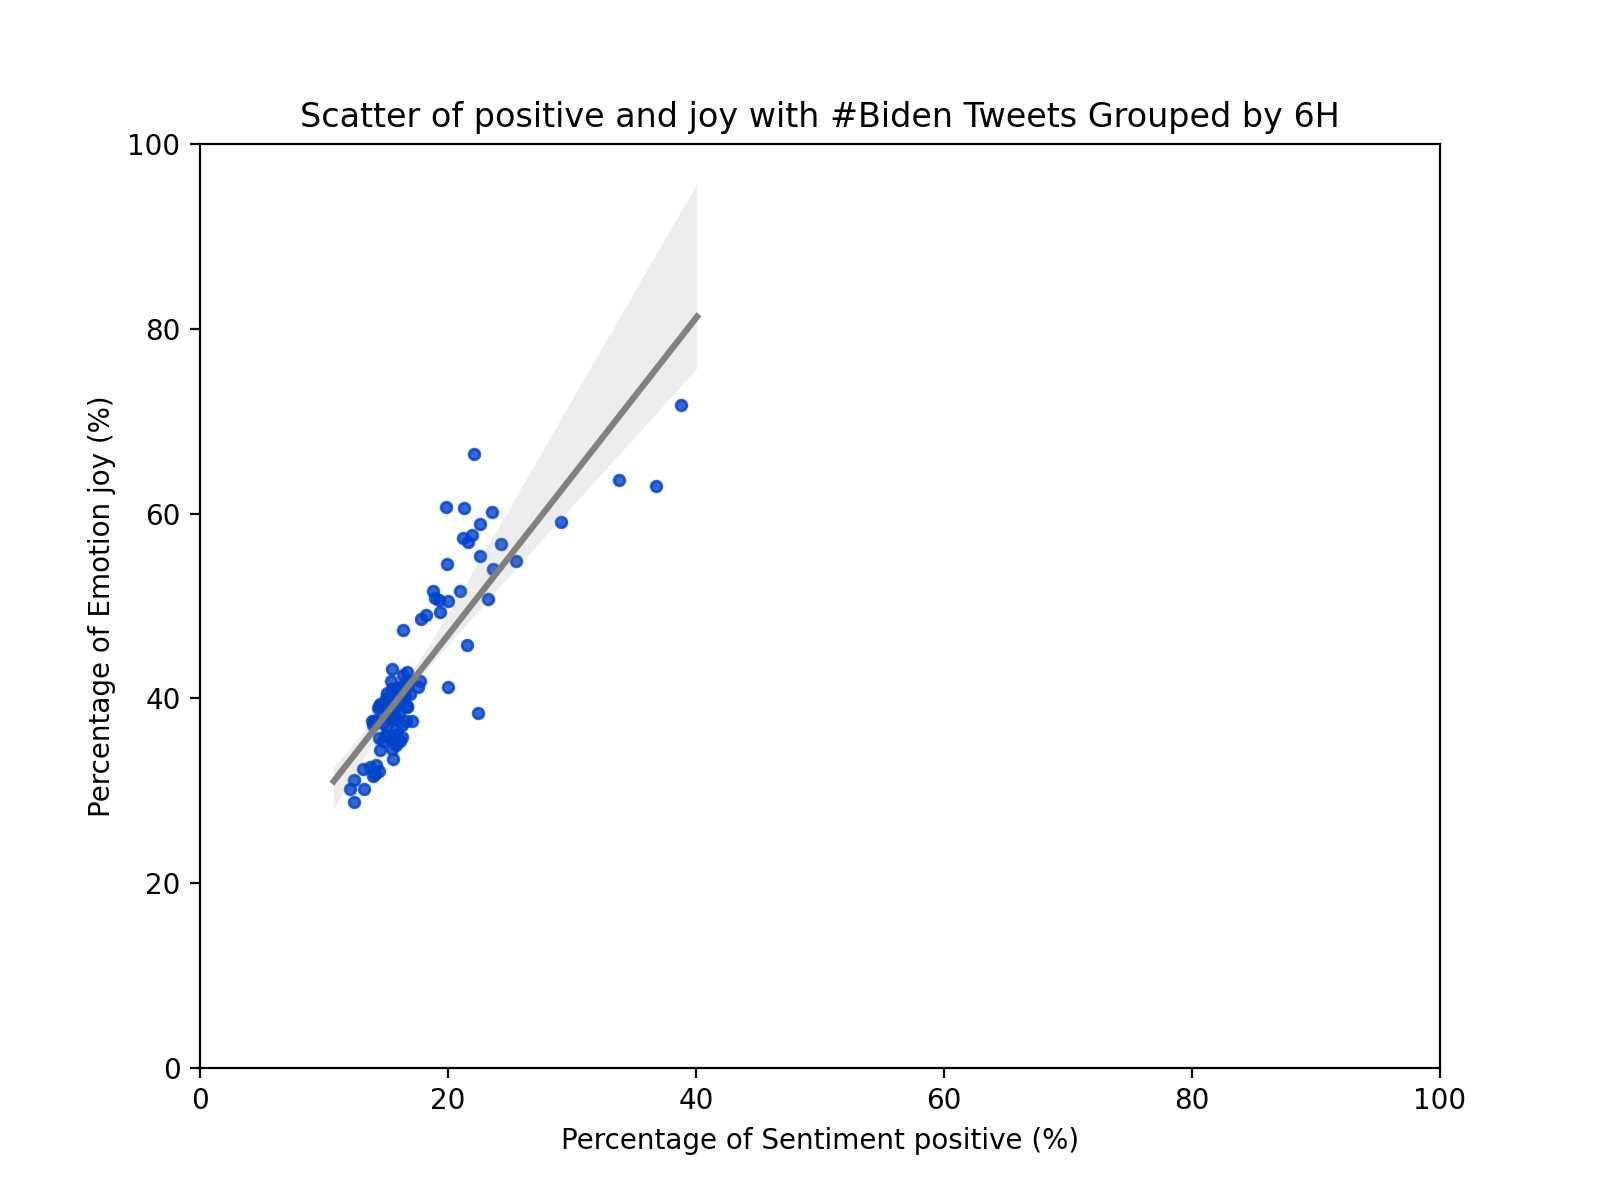 Scatter of positive and joy with #Biden Tweets Grouped by 6H
100
80
60
40
20
0
Percentage of Emotion joy (%)
0 20 40 60 80 100
Percentage of Sentiment positive (%)